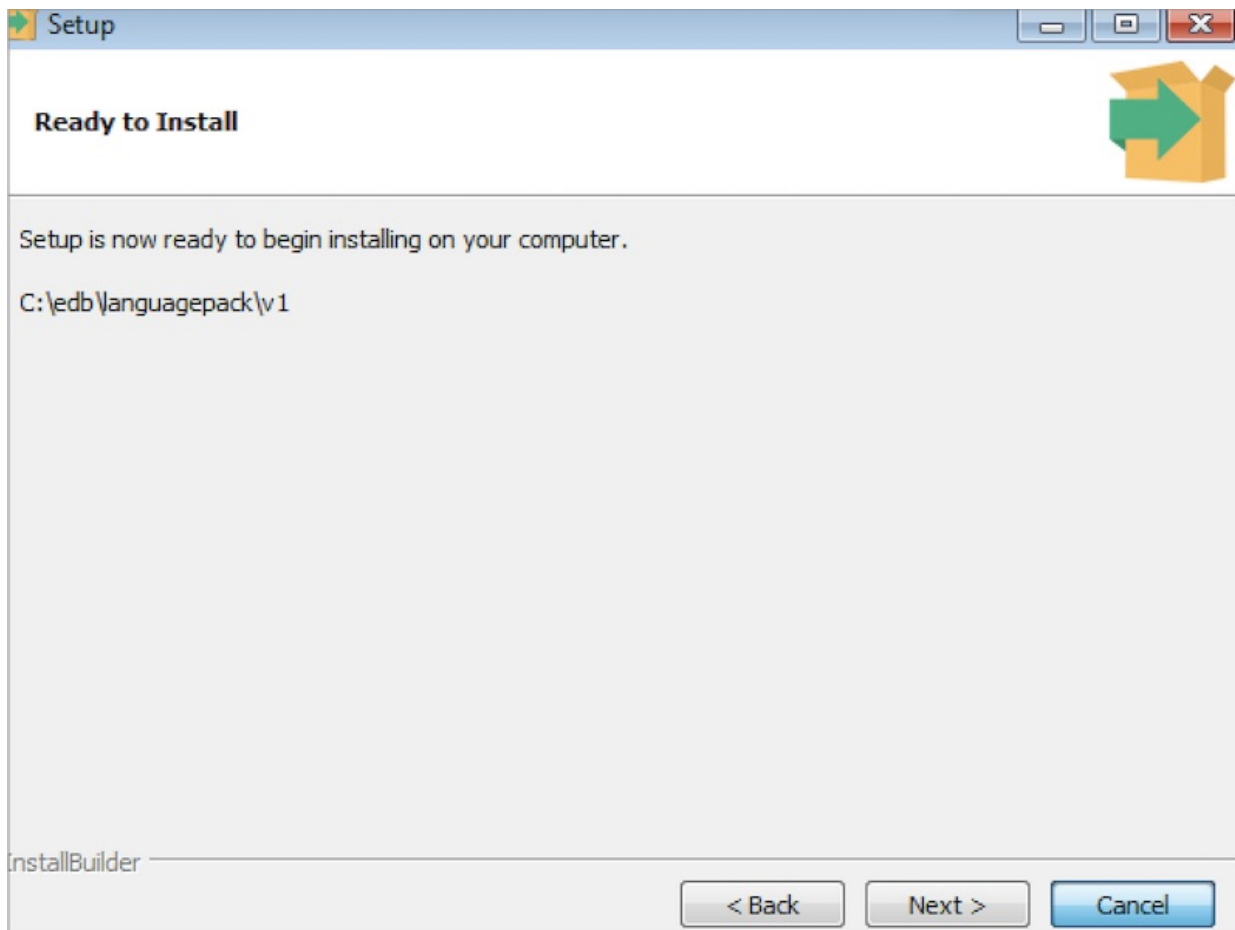 Setup
Ready to Install
Setup is now ready to begin installing on your computer.
C:\edb\languagepack\v1
InstallBuilder
< Back
Next >
Cancel